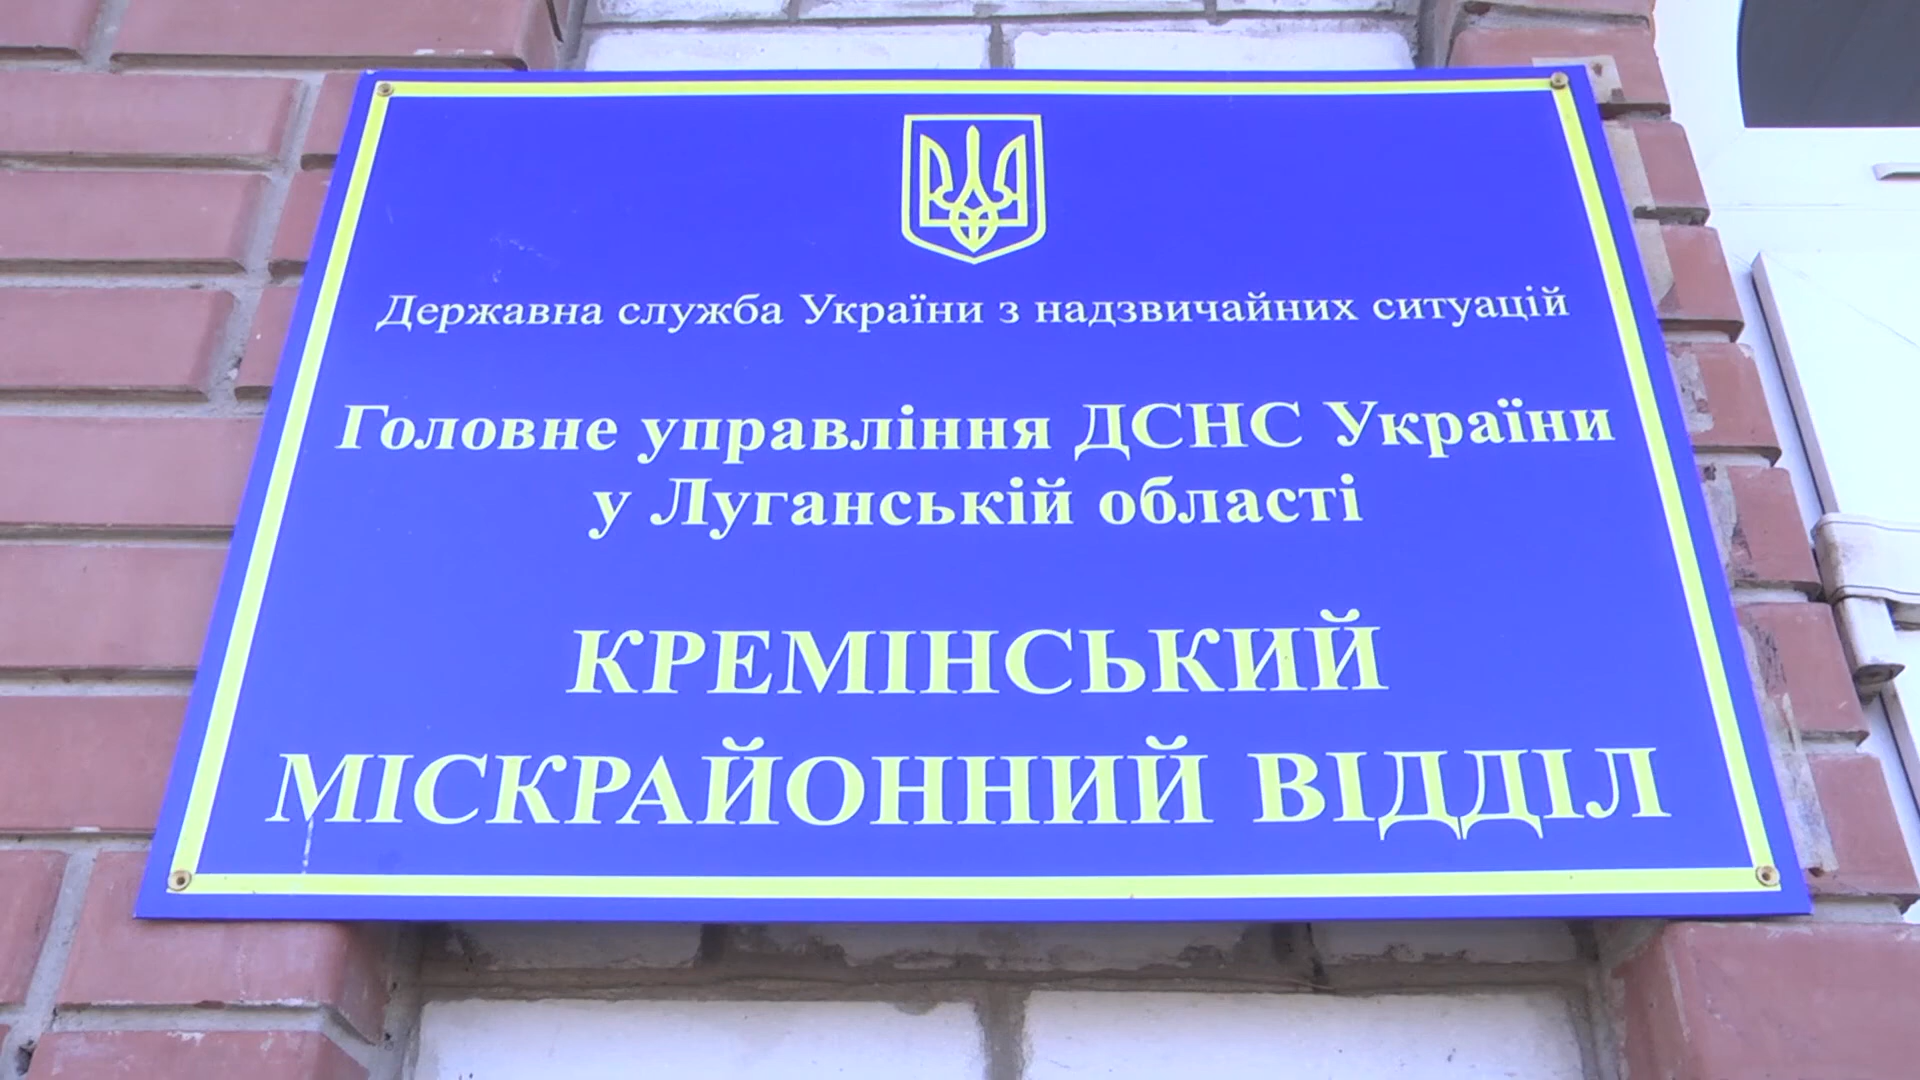 Державна служба України з надзвичайних ситуацій
Головне управління ДСНС України
у Луганській області
КРЕМІНСЬКИЙ
МІСКРАЙОННИЙ ВІДДІЛ